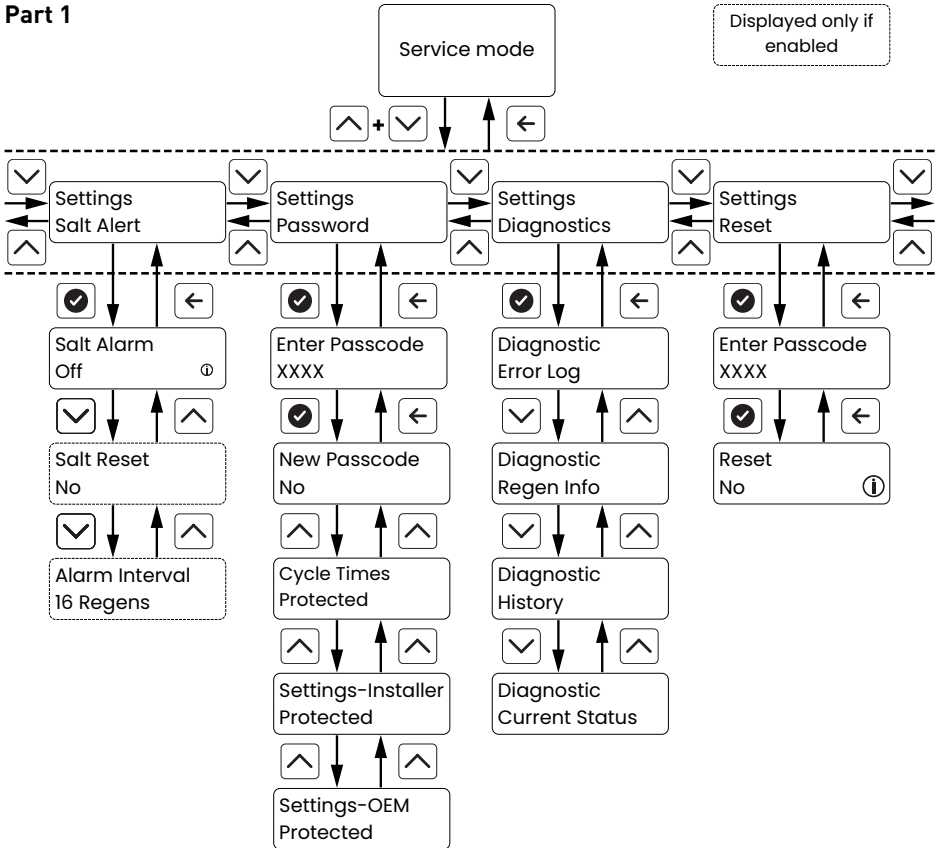 Part 1
Service mode
Displayed only if
enabled
+
Settings
Salt Alert
Settings
Password
Settings
Diagnostics
Settings
Reset
Salt Alarm
Off
Enter Passcode
XXXX
Diagnostic
Error Log
Enter Passcode
XXXX
Salt Reset
No
New Passcode
No
Diagnostic
Regen Info
Reset
No
Alarm Interval
16 Regens
Cycle Times
Protected
Diagnostic
History
Settings-Installer
Protected
Diagnostic
Current Status
Settings-OEM
Protected